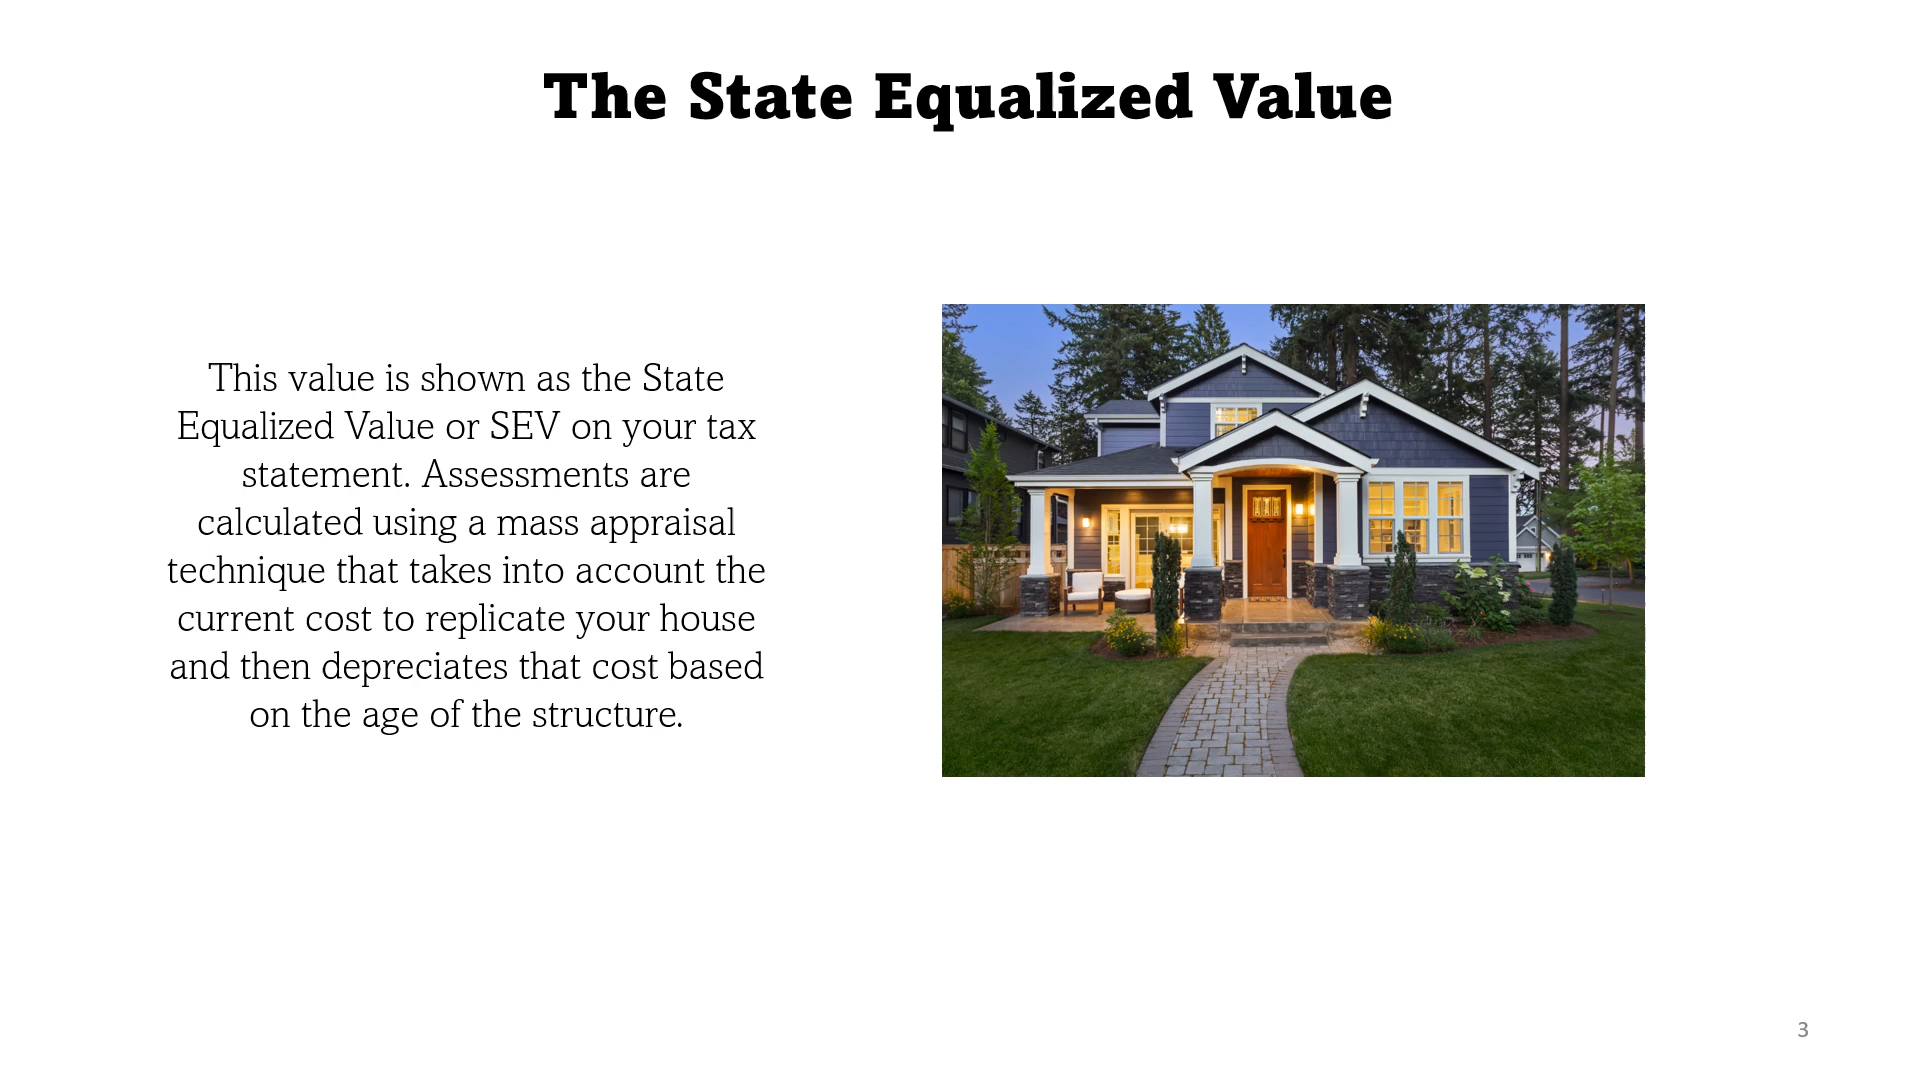 The State Equalized Value
This value is shown as the State
Equalized Value or SEV on your tax
statement. Assessments are
calculated using a mass appraisal
technique that takes into account the
current cost to replicate your house
and then depreciates that cost based
on the age of the structure.
3